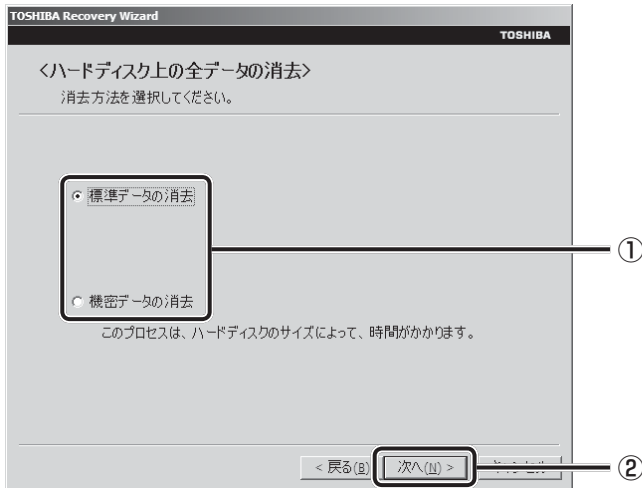 TOSHIBA Recovery Wizard
TOSHIBA
<ハードディスク上の全データの消去>
消去方法を選択してください。
標準データの消去
①
機密データの消去
このプロセスは、ハードディスクのサイズによって、時間がかかります。
< 戻る(B)
次へ(N) >
②